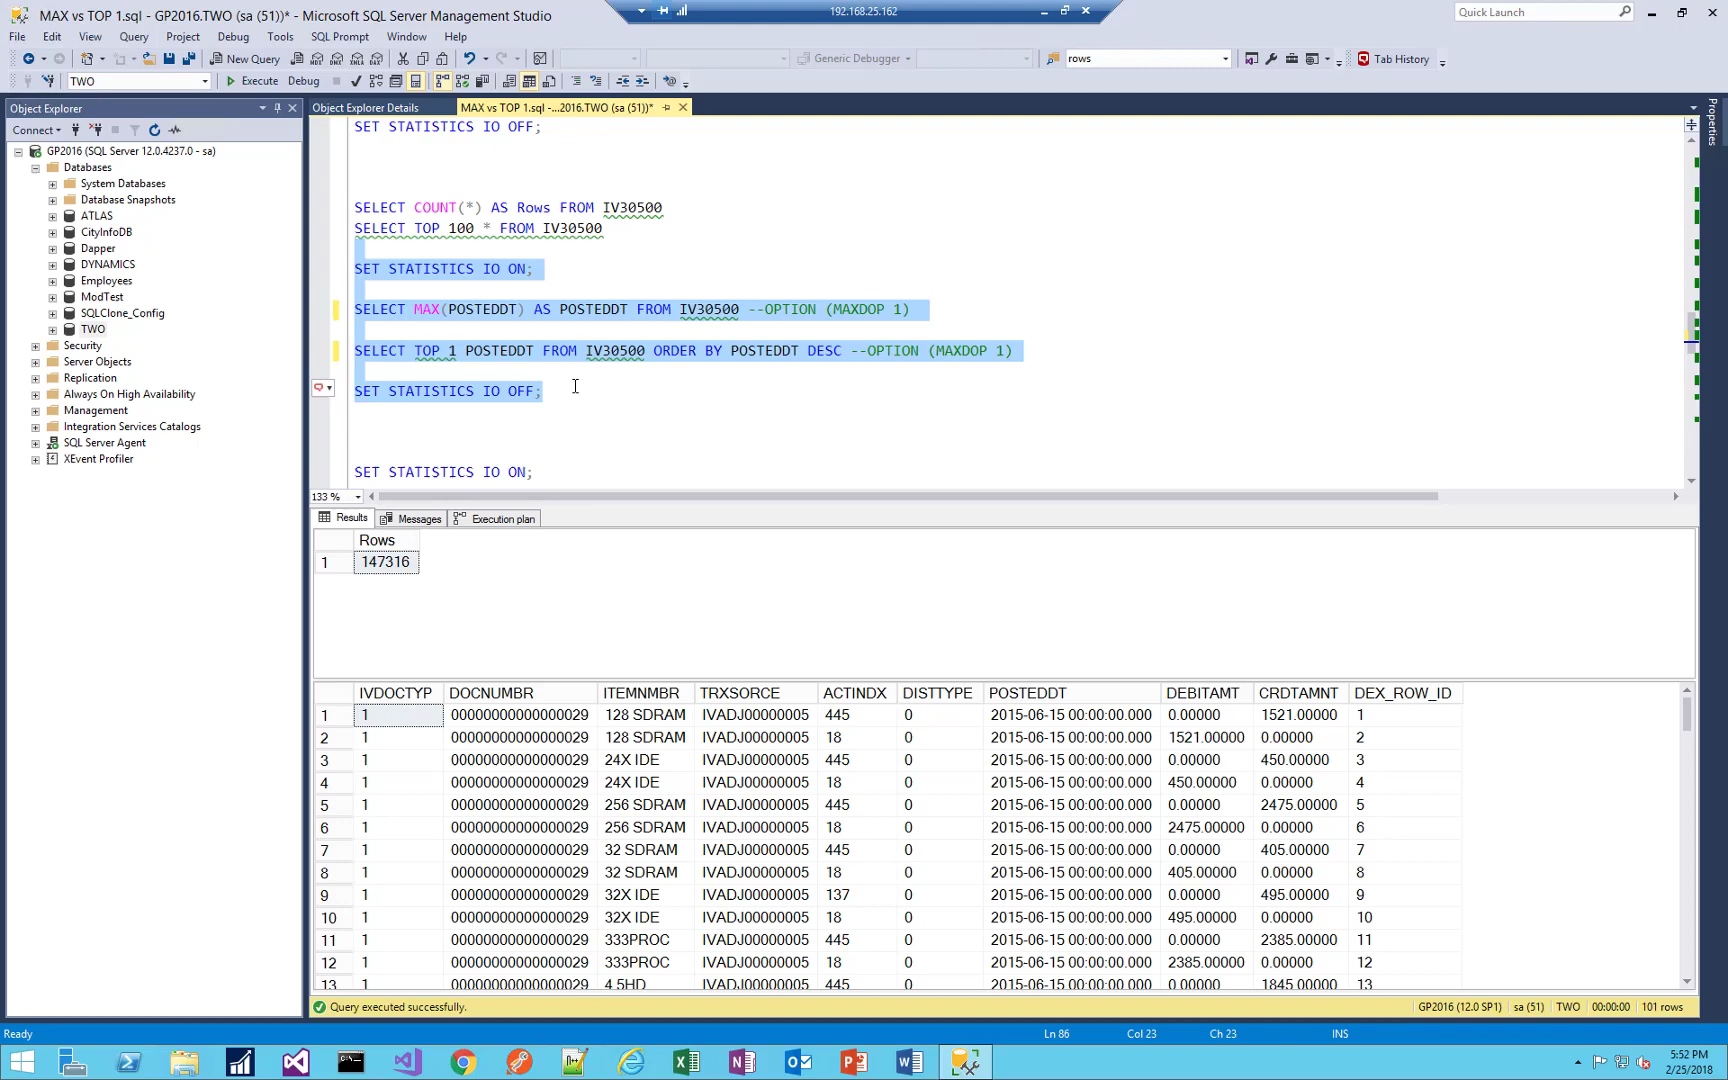 MAX vs TOP 1.sql - GP2016.TWO (sa (51))* - Microsoft SQL Server Management Studio
192.168.25.162
Quick Launch
File Edit View Query Project Debug Tools SQL Prompt Window Help
New Query
Generic Debugger
rows
Tab History
TWO
Execute Debug
Object Explorer
Object Explorer Details
MAX vs TOP 1.sql -...2016.TWO (sa (51))*
Properties
Connect
GP2016 (SQL Server 12.0.4237.0 - sa)
Databases
System Databases
Database Snapshots
ATLAS
CityInfoDB
Dapper
DYNAMICS
Employees
ModTest
SQLClone_Config
TWO
Security
Server Objects
Replication
Always On High Availability
Management
Integration Services Catalogs
SQL Server Agent
XEvent Profiler
SET STATISTICS IO OFF;
SELECT COUNT(*) AS Rows FROM IV30500
SELECT TOP 100 * FROM IV30500
SET STATISTICS IO ON;
SELECT MAX(POSTEDDT) AS POSTEDDT FROM IV30500 --OPTION (MAXDOP 1)
SELECT TOP 1 POSTEDDT FROM IV30500 ORDER BY POSTEDDT DESC --OPTION (MAXDOP 1)
SET STATISTICS IO OFF;
SET STATISTICS IO ON;
133 %
Results Messages Execution plan
Rows
1 147316
IVDOCTYP DOCNUMBR ITEMNMBR TRXSORCE ACTINDX DISTTYPE POSTEDDT DEBITAMT CRDTAMNT DEX_ROW_ID
1 1 00000000000000029 128 SDRAM IVADJ00000005 445 0 2015-06-15 00:00:00.000 0.00000 1521.00000 1
2 1 00000000000000029 128 SDRAM IVADJ00000005 18 0 2015-06-15 00:00:00.000 1521.00000 0.00000 2
3 1 00000000000000029 24X IDE IVADJ00000005 445 0 2015-06-15 00:00:00.000 0.00000 450.00000 3
4 1 00000000000000029 24X IDE IVADJ00000005 18 0 2015-06-15 00:00:00.000 450.00000 0.00000 4
5 1 00000000000000029 256 SDRAM IVADJ00000005 445 0 2015-06-15 00:00:00.000 0.00000 2475.00000 5
6 1 00000000000000029 256 SDRAM IVADJ00000005 18 0 2015-06-15 00:00:00.000 2475.00000 0.00000 6
7 1 00000000000000029 32 SDRAM IVADJ00000005 445 0 2015-06-15 00:00:00.000 0.00000 405.00000 7
8 1 00000000000000029 32 SDRAM IVADJ00000005 18 0 2015-06-15 00:00:00.000 405.00000 0.00000 8
9 1 00000000000000029 32X IDE IVADJ00000005 137 0 2015-06-15 00:00:00.000 0.00000 495.00000 9
10 1 00000000000000029 32X IDE IVADJ00000005 18 0 2015-06-15 00:00:00.000 495.00000 0.00000 10
11 1 00000000000000029 333PROC IVADJ00000005 445 0 2015-06-15 00:00:00.000 0.00000 2385.00000 11
12 1 00000000000000029 333PROC IVADJ00000005 18 0 2015-06-15 00:00:00.000 2385.00000 0.00000 12
13 1 00000000000000029 4.5HD IVADJ00000005 445 0 2015-06-15 00:00:00.000 0.00000 1845.00000 13
Query executed successfully.
GP2016 (12.0 SP1) sa (51) TWO 00:00:00 101 rows
Ready
Ln 86 Col 23 Ch 23 INS
5:52 PM
2/25/2018